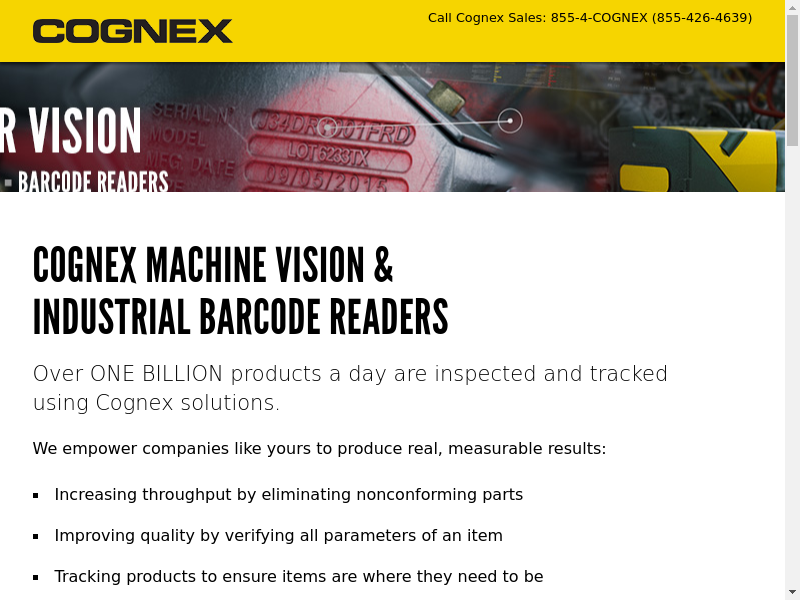 COGNEX
Call Cognex Sales: 855-4-COGNEX (855-426-4639)
R VISION
▪ BARCODE READERS
SERIAL N
MODEL
MFG DATE
LOT 6233TX
09/05/2015
COGNEX MACHINE VISION &
INDUSTRIAL BARCODE READERS
Over ONE BILLION products a day are inspected and tracked
using Cognex solutions.
We empower companies like yours to produce real, measurable results:
▪ Increasing throughput by eliminating nonconforming parts
▪ Improving quality by verifying all parameters of an item
▪ Tracking products to ensure items are where they need to be